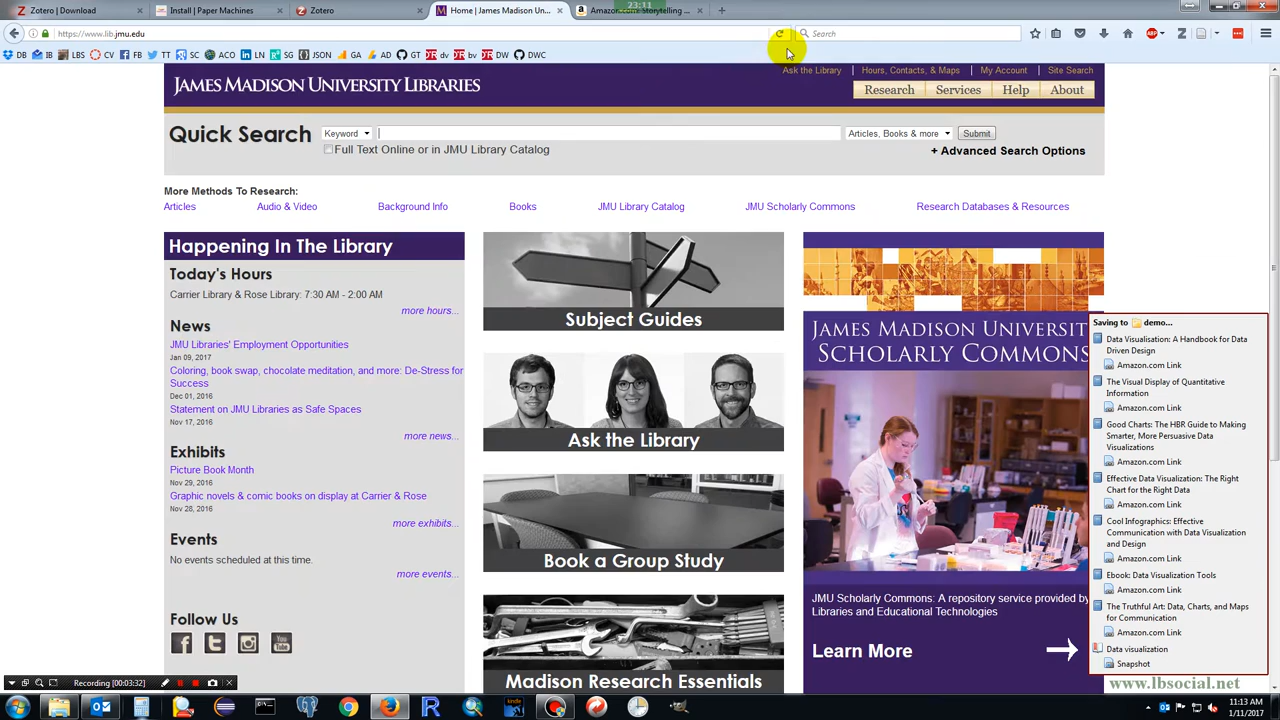 23:11
Zotero | Download
Install | Paper Machines
Zotero
Home | James Madison Un...
Amazon.com: Storytelling ...
www.lib.jmu.edu
Search
DB
IB
LBS
CV
FB
TT
SC
ACO
LN
SG
JSON
GA
AD
GT
dv
bv
DW
DWC
Ask the Library
Hours, Contacts, & Maps
My Account
Site Search
JAMES MADISON UNIVERSITY LIBRARIES
Research
Services
Help
About
Quick Search
Keyword
Articles, Books & more
Submit
Full Text Online or in JMU Library Catalog
+ Advanced Search Options
More Methods To Research:
Articles
Audio & Video
Background Info
Books
JMU Library Catalog
JMU Scholarly Commons
Research Databases & Resources
Happening In The Library
Today's Hours
Carrier Library & Rose Library: 7:30 AM - 2:00 AM
more hours...
News
JMU Libraries' Employment Opportunities
Jan 09, 2017
Coloring, book swap, chocolate meditation, and more: De-Stress for
Success
Dec 01, 2016
Statement on JMU Libraries as Safe Spaces
Nov 17, 2016
more news...
Exhibits
Picture Book Month
Nov 29, 2016
Graphic novels & comic books on display at Carrier & Rose
Nov 28, 2016
more exhibits...
Events
No events scheduled at this time.
more events...
Follow Us
You
Tube
Subject Guides
Ask the Library
Book a Group Study
Madison Research Essentials
JAMES MADISON UNIVERSIT
SCHOLARLY COMMONS
JMU Scholarly Commons: A repository service provided by
Libraries and Educational Technologies
Learn More
Saving to demo...
Data Visualisation: A Handbook for Data
Driven Design
Amazon.com Link
The Visual Display of Quantitative
Information
Amazon.com Link
Good Charts: The HBR Guide to Making
Smarter, More Persuasive Data
Visualizations
Amazon.com Link
Effective Data Visualization: The Right
Chart for the Right Data
Amazon.com Link
Cool Infographics: Effective
Communication with Data Visualization
and Design
Amazon.com Link
Ebook: Data Visualization Tools
Amazon.com Link
The Truthful Art: Data, Charts, and Maps
for Communication
Amazon.com Link
Data visualization
Snapshot
www.lbsocial.net
Recording [00:03:32]
11:13 AM
1/11/2017